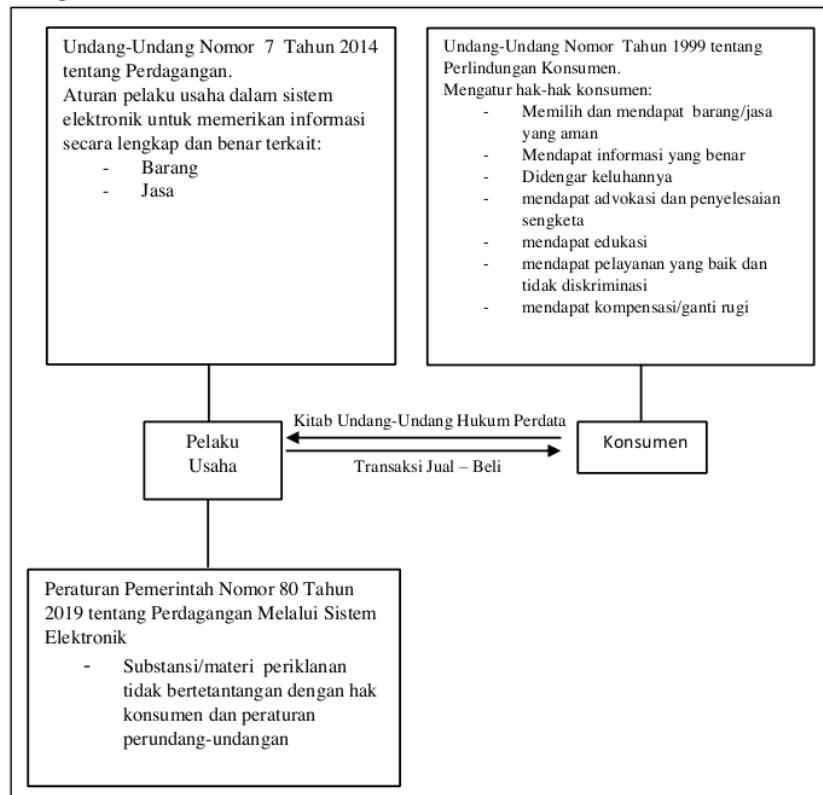 Undang-Undang Nomor 7 Tahun 2014
tentang Perdagangan.
Aturan pelaku usaha dalam sistem
elektronik untuk memerikan informasi
secara lengkap dan benar terkait:
- Barang
- Jasa
Undang-Undang Nomor Tahun 1999 tentang
Perlindungan Konsumen.
Mengatur hak-hak konsumen:
- Memilih dan mendapat barang/jasa
yang aman
- Mendapat informasi yang benar
- Didengar keluhannya
- mendapat advokasi dan penyelesaian
sengketa
- mendapat edukasi
- mendapat pelayanan yang baik dan
tidak diskriminasi
- mendapat kompensasi/ganti rugi
Pelaku
Usaha
Kitab Undang-Undang Hukum Perdata
Transaksi Jual – Beli
Konsumen
Peraturan Pemerintah Nomor 80 Tahun
2019 tentang Perdagangan Melalui Sistem
Elektronik
- Substansi/materi periklanan
tidak bertetantangan dengan hak
konsumen dan peraturan
perundang-undangan